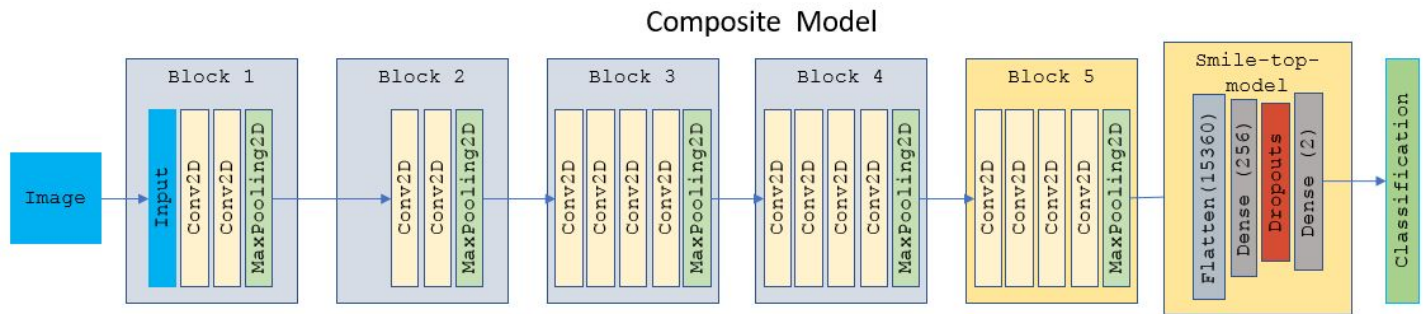 Composite Model
Image
Block 1
Input
Conv2D
Conv2D
MaxPooling2D
Block 2
Conv2D
Conv2D
MaxPooling2D
Block 3
Conv2D
Conv2D
Conv2D
Conv2D
MaxPooling2D
Block 4
Conv2D
Conv2D
Conv2D
Conv2D
MaxPooling2D
Block 5
Conv2D
Conv2D
Conv2D
Conv2D
MaxPooling2D
Smile-top-
model
Flatten(15360)
Dense (256)
Dropouts
Dense (2)
Classification